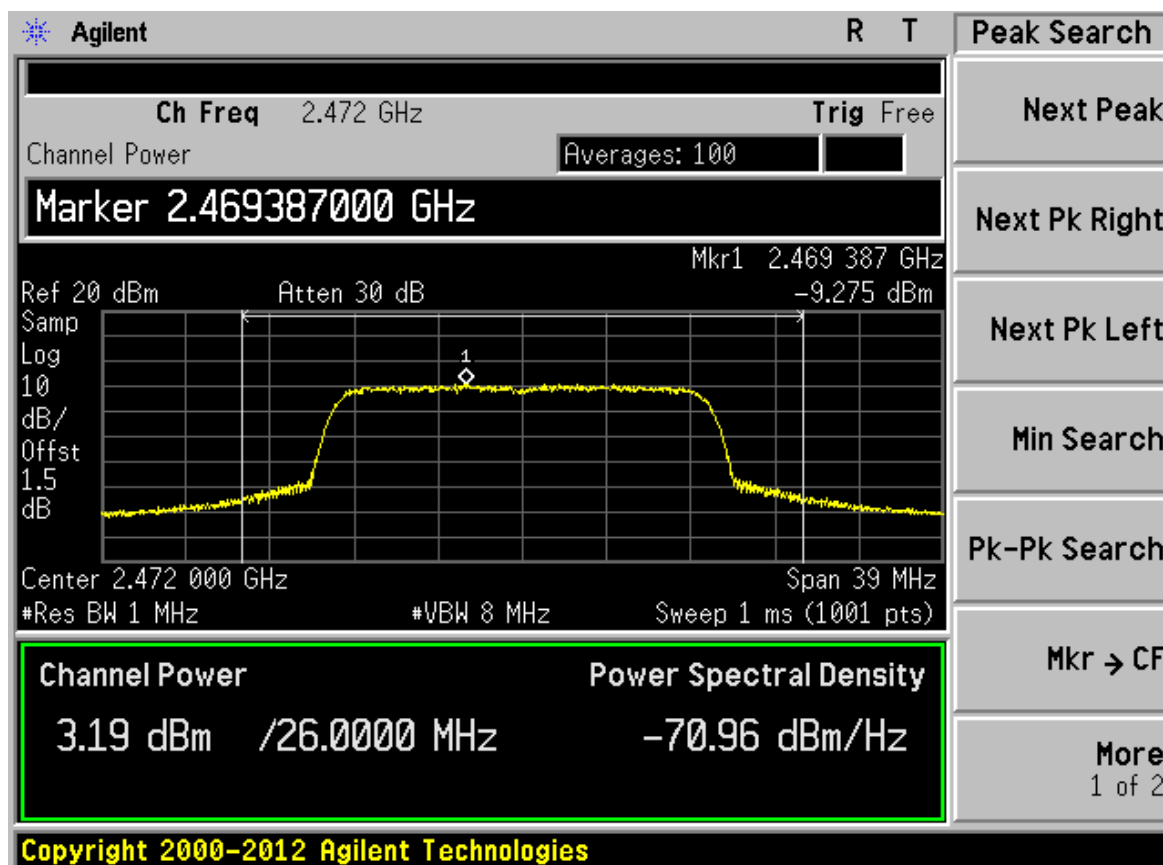 Agilent R T Peak Search
Ch Freq 2.472 GHz Trig Free
Channel Power Averages: 100
Marker 2.469387000 GHz
Mkr1 2.469 387 GHz
Ref 20 dBm Atten 30 dB -9.275 dBm
Samp
Log
10
dB/
Offst
1.5
dB
1
Center 2.472 000 GHz Span 39 MHz
#Res BW 1 MHz #VBW 8 MHz Sweep 1 ms (1001 pts)
Channel Power Power Spectral Density
3.19 dBm /26.0000 MHz -70.96 dBm/Hz
Copyright 2000-2012 Agilent Technologies
Next Peak
Next Pk Right
Next Pk Left
Min Search
Pk-Pk Search
Mkr → CF
More
1 of 2